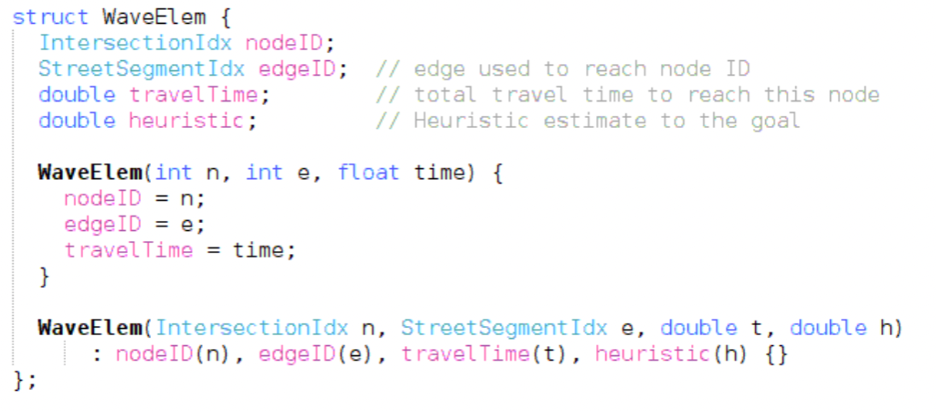 struct WaveElem {
IntersectionIdx nodeID;
StreetSegmentIdx edgeID; // edge used to reach node ID
double travelTime; // total travel time to reach this node
double heuristic; // Heuristic estimate to the goal
WaveElem(int n, int e, float time) {
nodeID = n;
edgeID = e;
travelTime = time;
}
WaveElem(IntersectionIdx n, StreetSegmentIdx e, double t, double h)
: nodeID(n), edgeID(e), travelTime(t), heuristic(h) {}
};